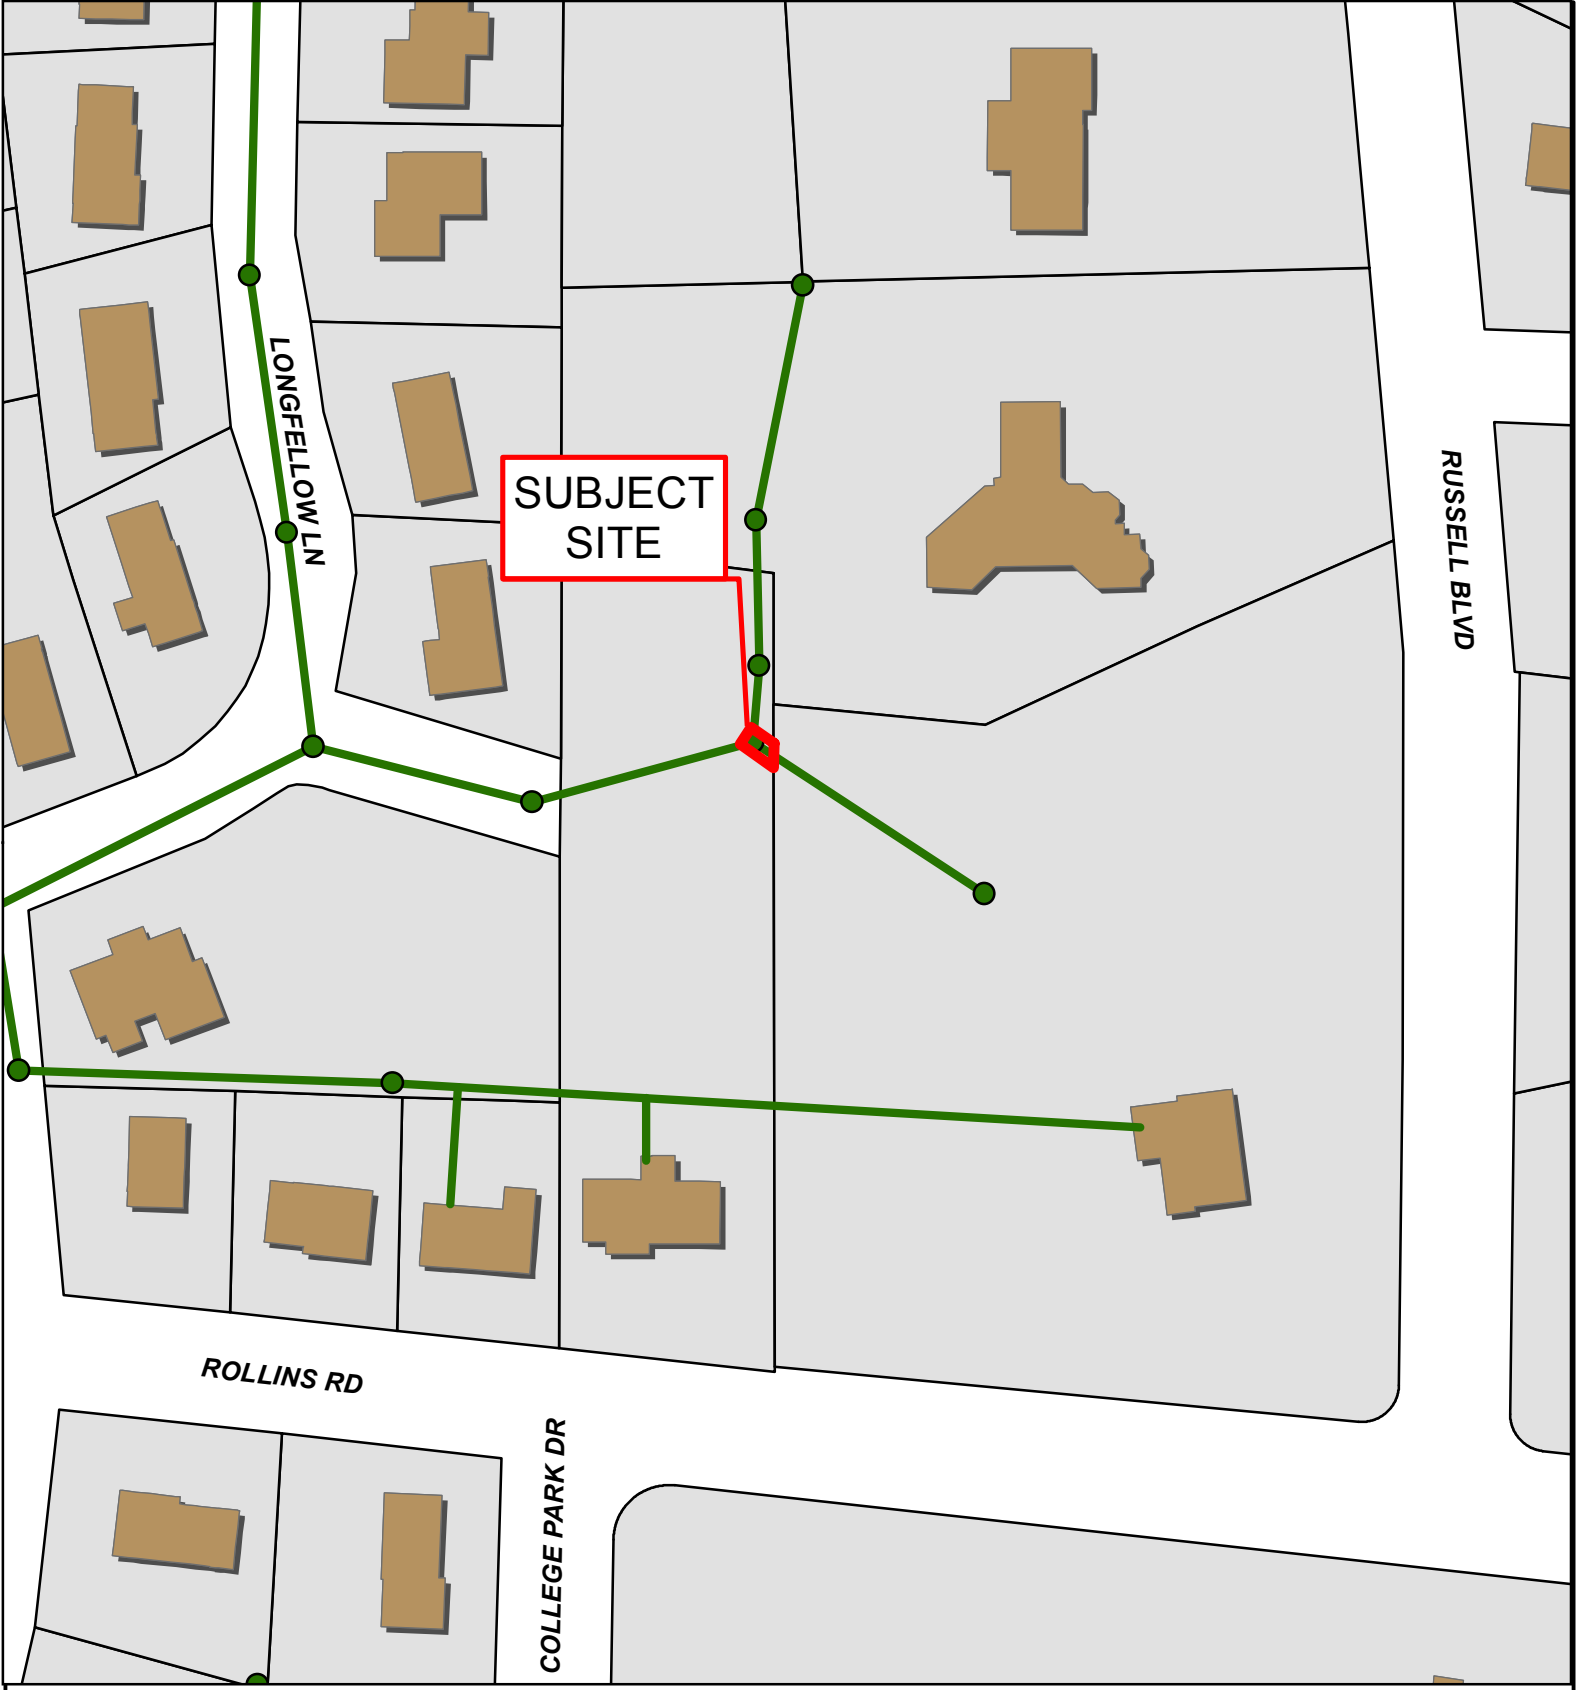 LONGFELLOW LN
SUBJECT
SITE
RUSSELL BLVD
ROLLINS RD
COLLEGE PARK DR